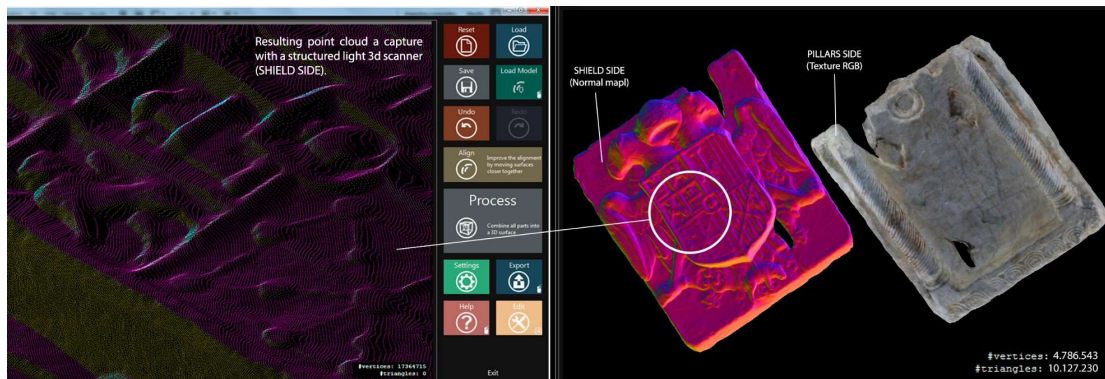 Resulting point cloud a capture
with a structured light 3d scanner
(SHIELD SIDE).
#vertices: 17364715
#triangles: 0
Reset
Load
Save
Load Model
Undo
Redo
Align
Improve the alignment
by moving surfaces
closer together
Process
Combine all parts into
a 3D surface
Settings
Export
Help
Edit
Exit
SHIELD SIDE
(Normal mapl)
PILLARS SIDE
(Texture RGB)
#vertices: 4.786.543
#triangles: 10.127.230